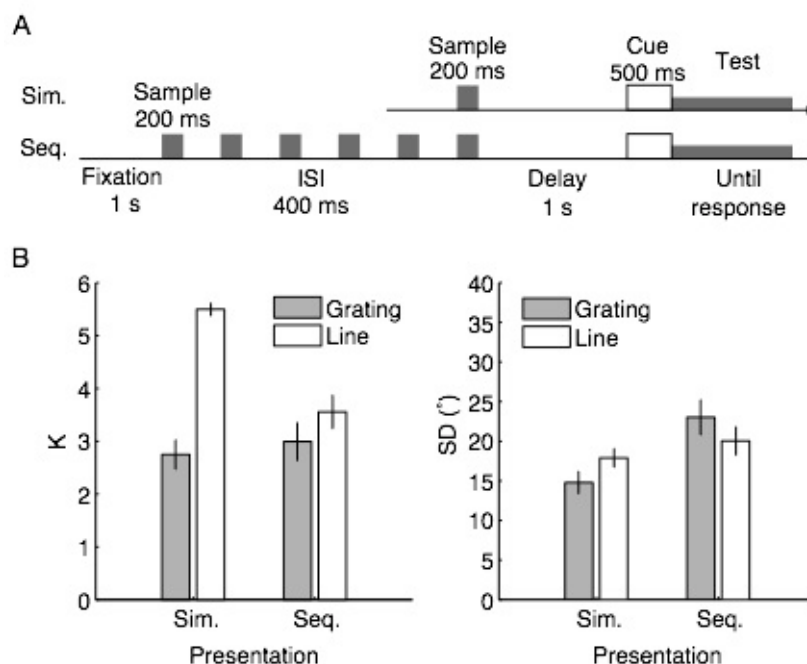 A
Sample
200 ms
Cue
500 ms
Test
Sim.
Sample
200 ms
Seq.
Fixation
1 s
ISI
400 ms
Delay
1 s
Until
response
B
6
5
4
3
2
1
0
K
Grating
Line
Sim.
Seq.
Presentation
40
35
30
25
20
15
10
5
0
SD (°)
Grating
Line
Sim.
Seq.
Presentation